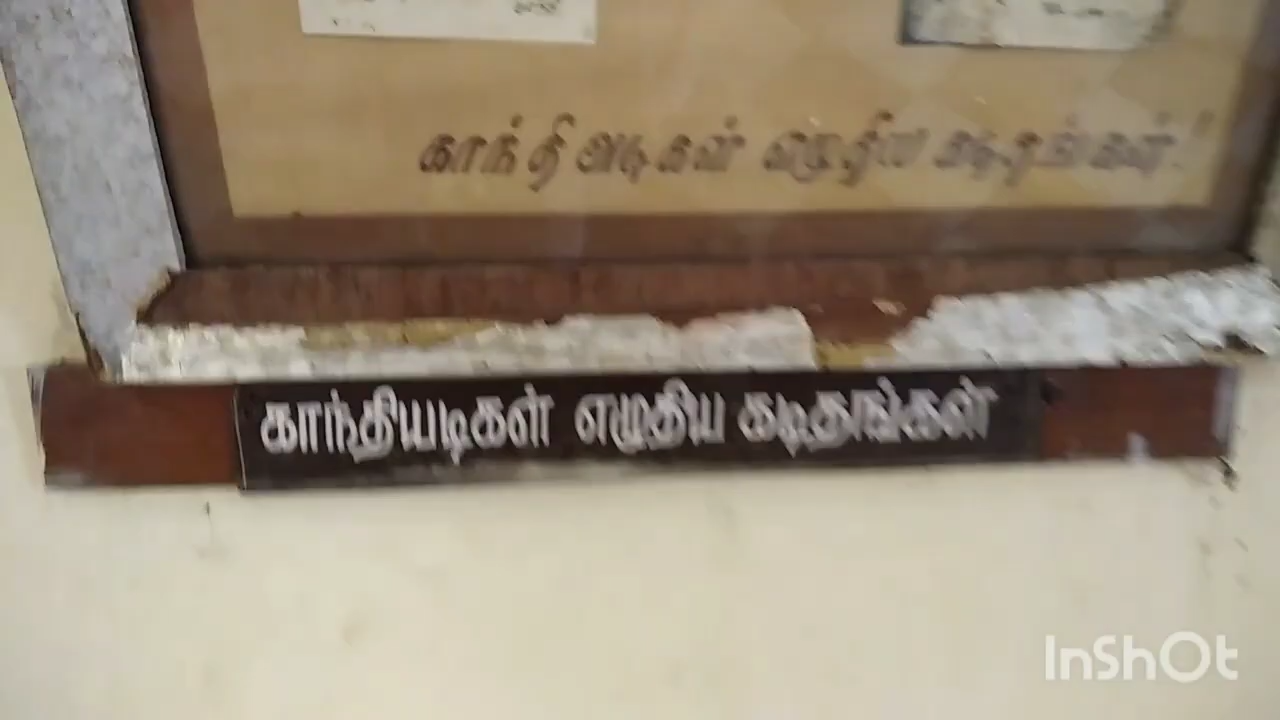 காந்தி அடிகள் எழுதிய கடிதங்கள்!
காந்தியடிகள் எழுதிய கடிதங்கள்
InShOt